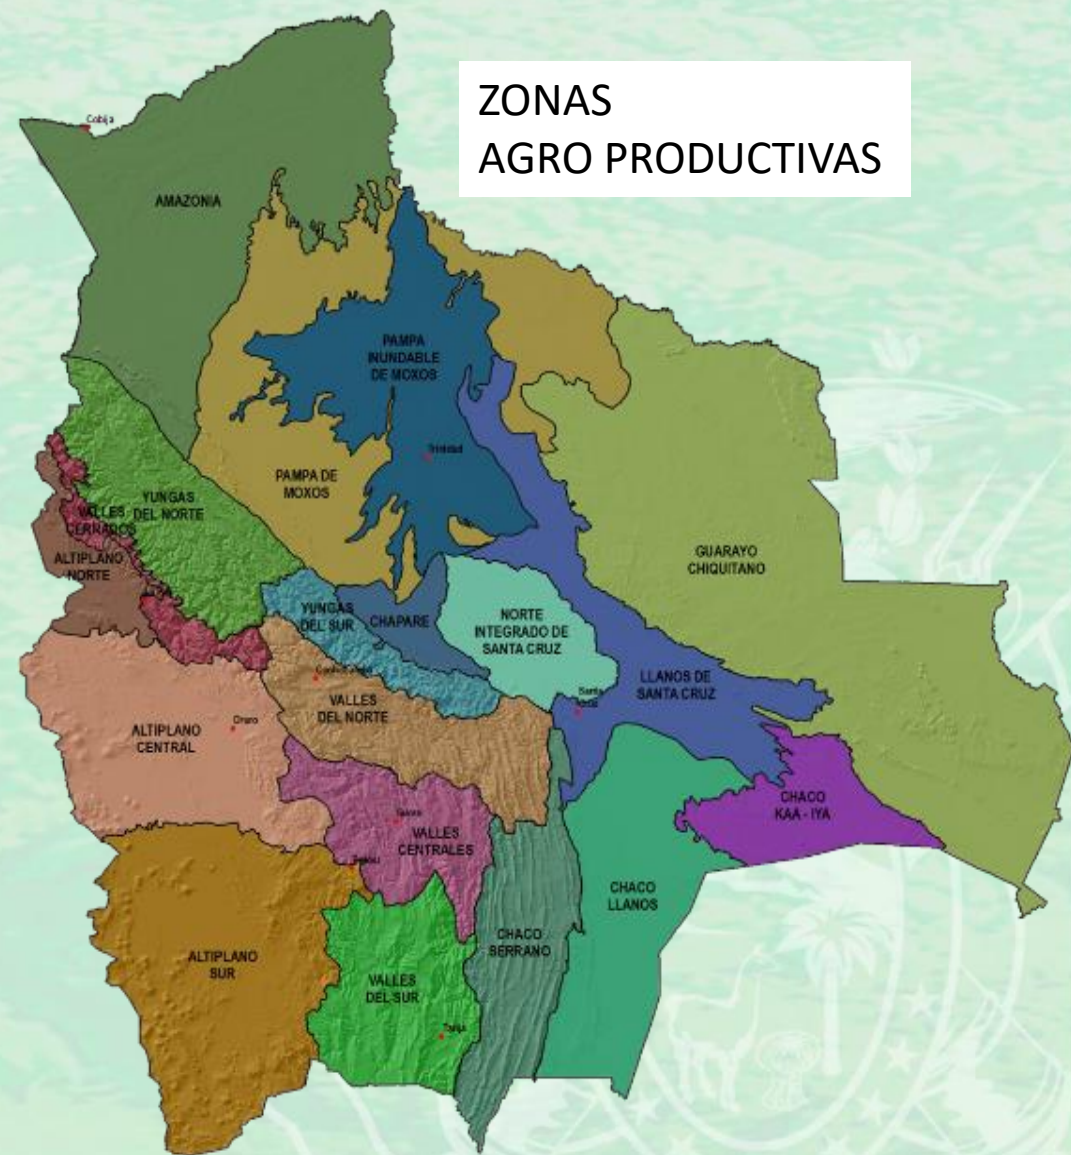 ZONAS
AGRO PRODUCTIVAS
Cobija
AMAZONIA
PAMPA
INUNDABLE
DE MOXOS
Trinidad
PAMPA DE
MOXOS
YUNGAS
DEL NORTE
VALLES
CERRADOS
ALTIPLANO
NORTE
GUARAYO
CHIQUITANO
YUNGAS
DEL SUR
CHAPARE
NORTE
INTEGRADO DE
SANTA CRUZ
LLANOS DE
SANTA CRUZ
Santa
Cochabamba
VALLES
DEL NORTE
ALTIPLANO
CENTRAL
Oruro
CHACO
KAA - IYA
VALLES
CENTRALES
CHACO
LLANOS
CHACO
SERRANO
ALTIPLANO
SUR
VALLES
DEL SUR
Tarija